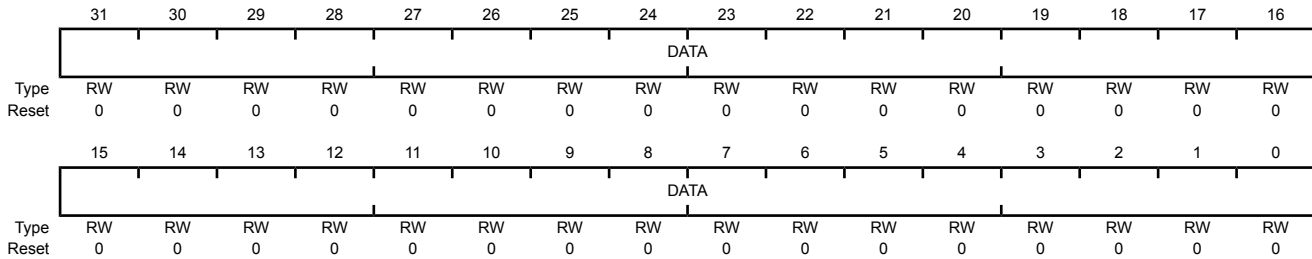 31 30 29 28 27 26 25 24 23 22 21 20 19 18 17 16
DATA
Type RW RW RW RW RW RW RW RW RW RW RW RW RW RW RW RW
Reset 0 0 0 0 0 0 0 0 0 0 0 0 0 0 0 0
15 14 13 12 11 10 9 8 7 6 5 4 3 2 1 0
DATA
Type RW RW RW RW RW RW RW RW RW RW RW RW RW RW RW RW
Reset 0 0 0 0 0 0 0 0 0 0 0 0 0 0 0 0